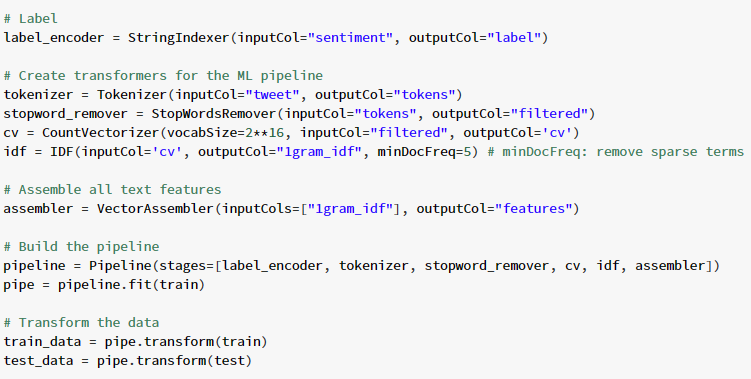 # Label
label_encoder = StringIndexer(inputCol="sentiment", outputCol="label")
# Create transformers for the ML pipeline
tokenizer = Tokenizer(inputCol="tweet", outputCol="tokens")
stopword_remover = StopWordsRemover(inputCol="tokens", outputCol="filtered")
cv = CountVectorizer(vocabSize=2**16, inputCol="filtered", outputCol='cv')
idf = IDF(inputCol='cv', outputCol="1gram_idf", minDocFreq=5) # minDocFreq: remove sparse terms
# Assemble all text features
assembler = VectorAssembler(inputCols=["1gram_idf"], outputCol="features")
# Build the pipeline
pipeline = Pipeline(stages=[label_encoder, tokenizer, stopword_remover, cv, idf, assembler])
pipe = pipeline.fit(train)
# Transform the data
train_data = pipe.transform(train)
test_data = pipe.transform(test)